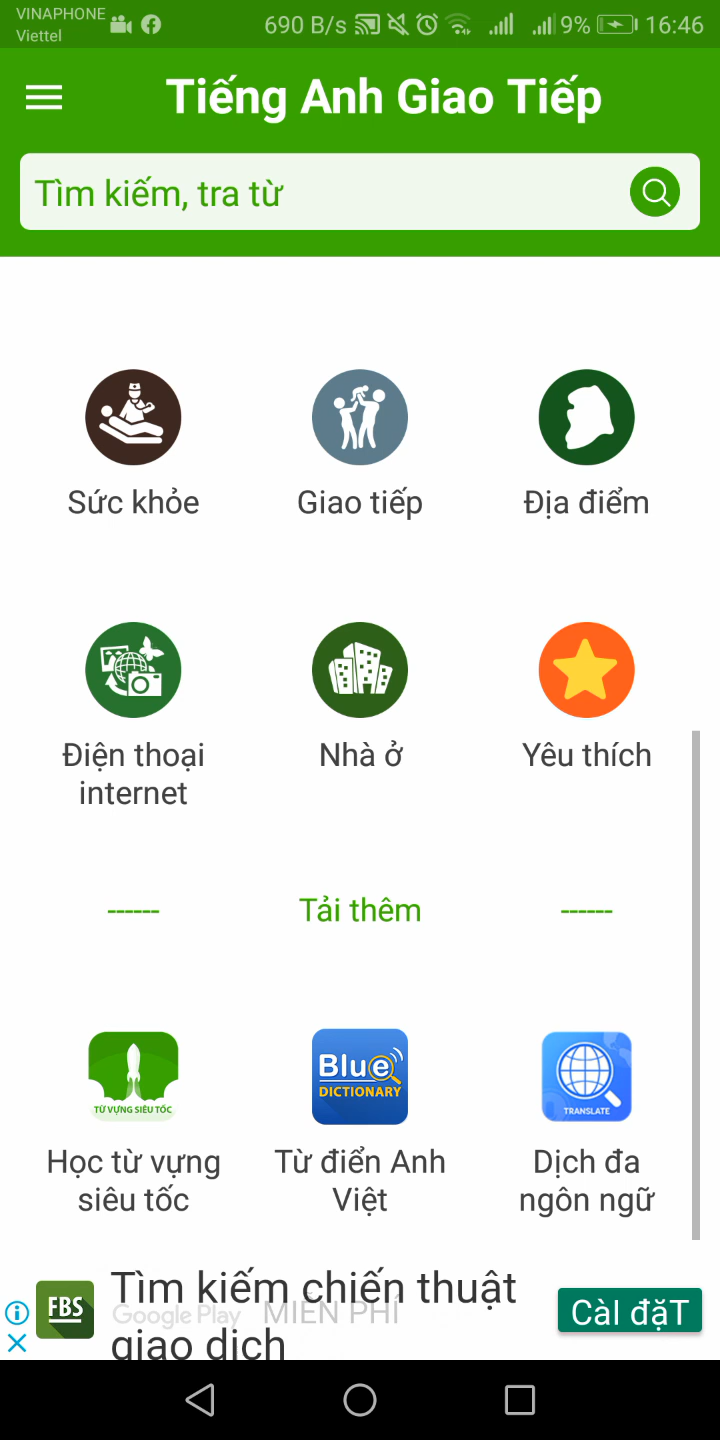 VINAPHONE
Viettel
690 B/s
9%
16:46
Tiếng Anh Giao Tiếp
Tìm kiếm, tra từ
Sức khỏe
Giao tiếp
Địa điểm
Điện thoại
internet
Nhà ở
Yêu thích
------
Tải thêm
------
TỪ VỰNG SIÊU TỐC
Blue
DICTIONARY
TRANSLATE
Học từ vựng
siêu tốc
Từ điển Anh
Việt
Dịch đa
ngôn ngữ
FBS
Tìm kiếm chiến thuật
giao dịch
Google Play
MIỄN PHÍ
CàI đặT